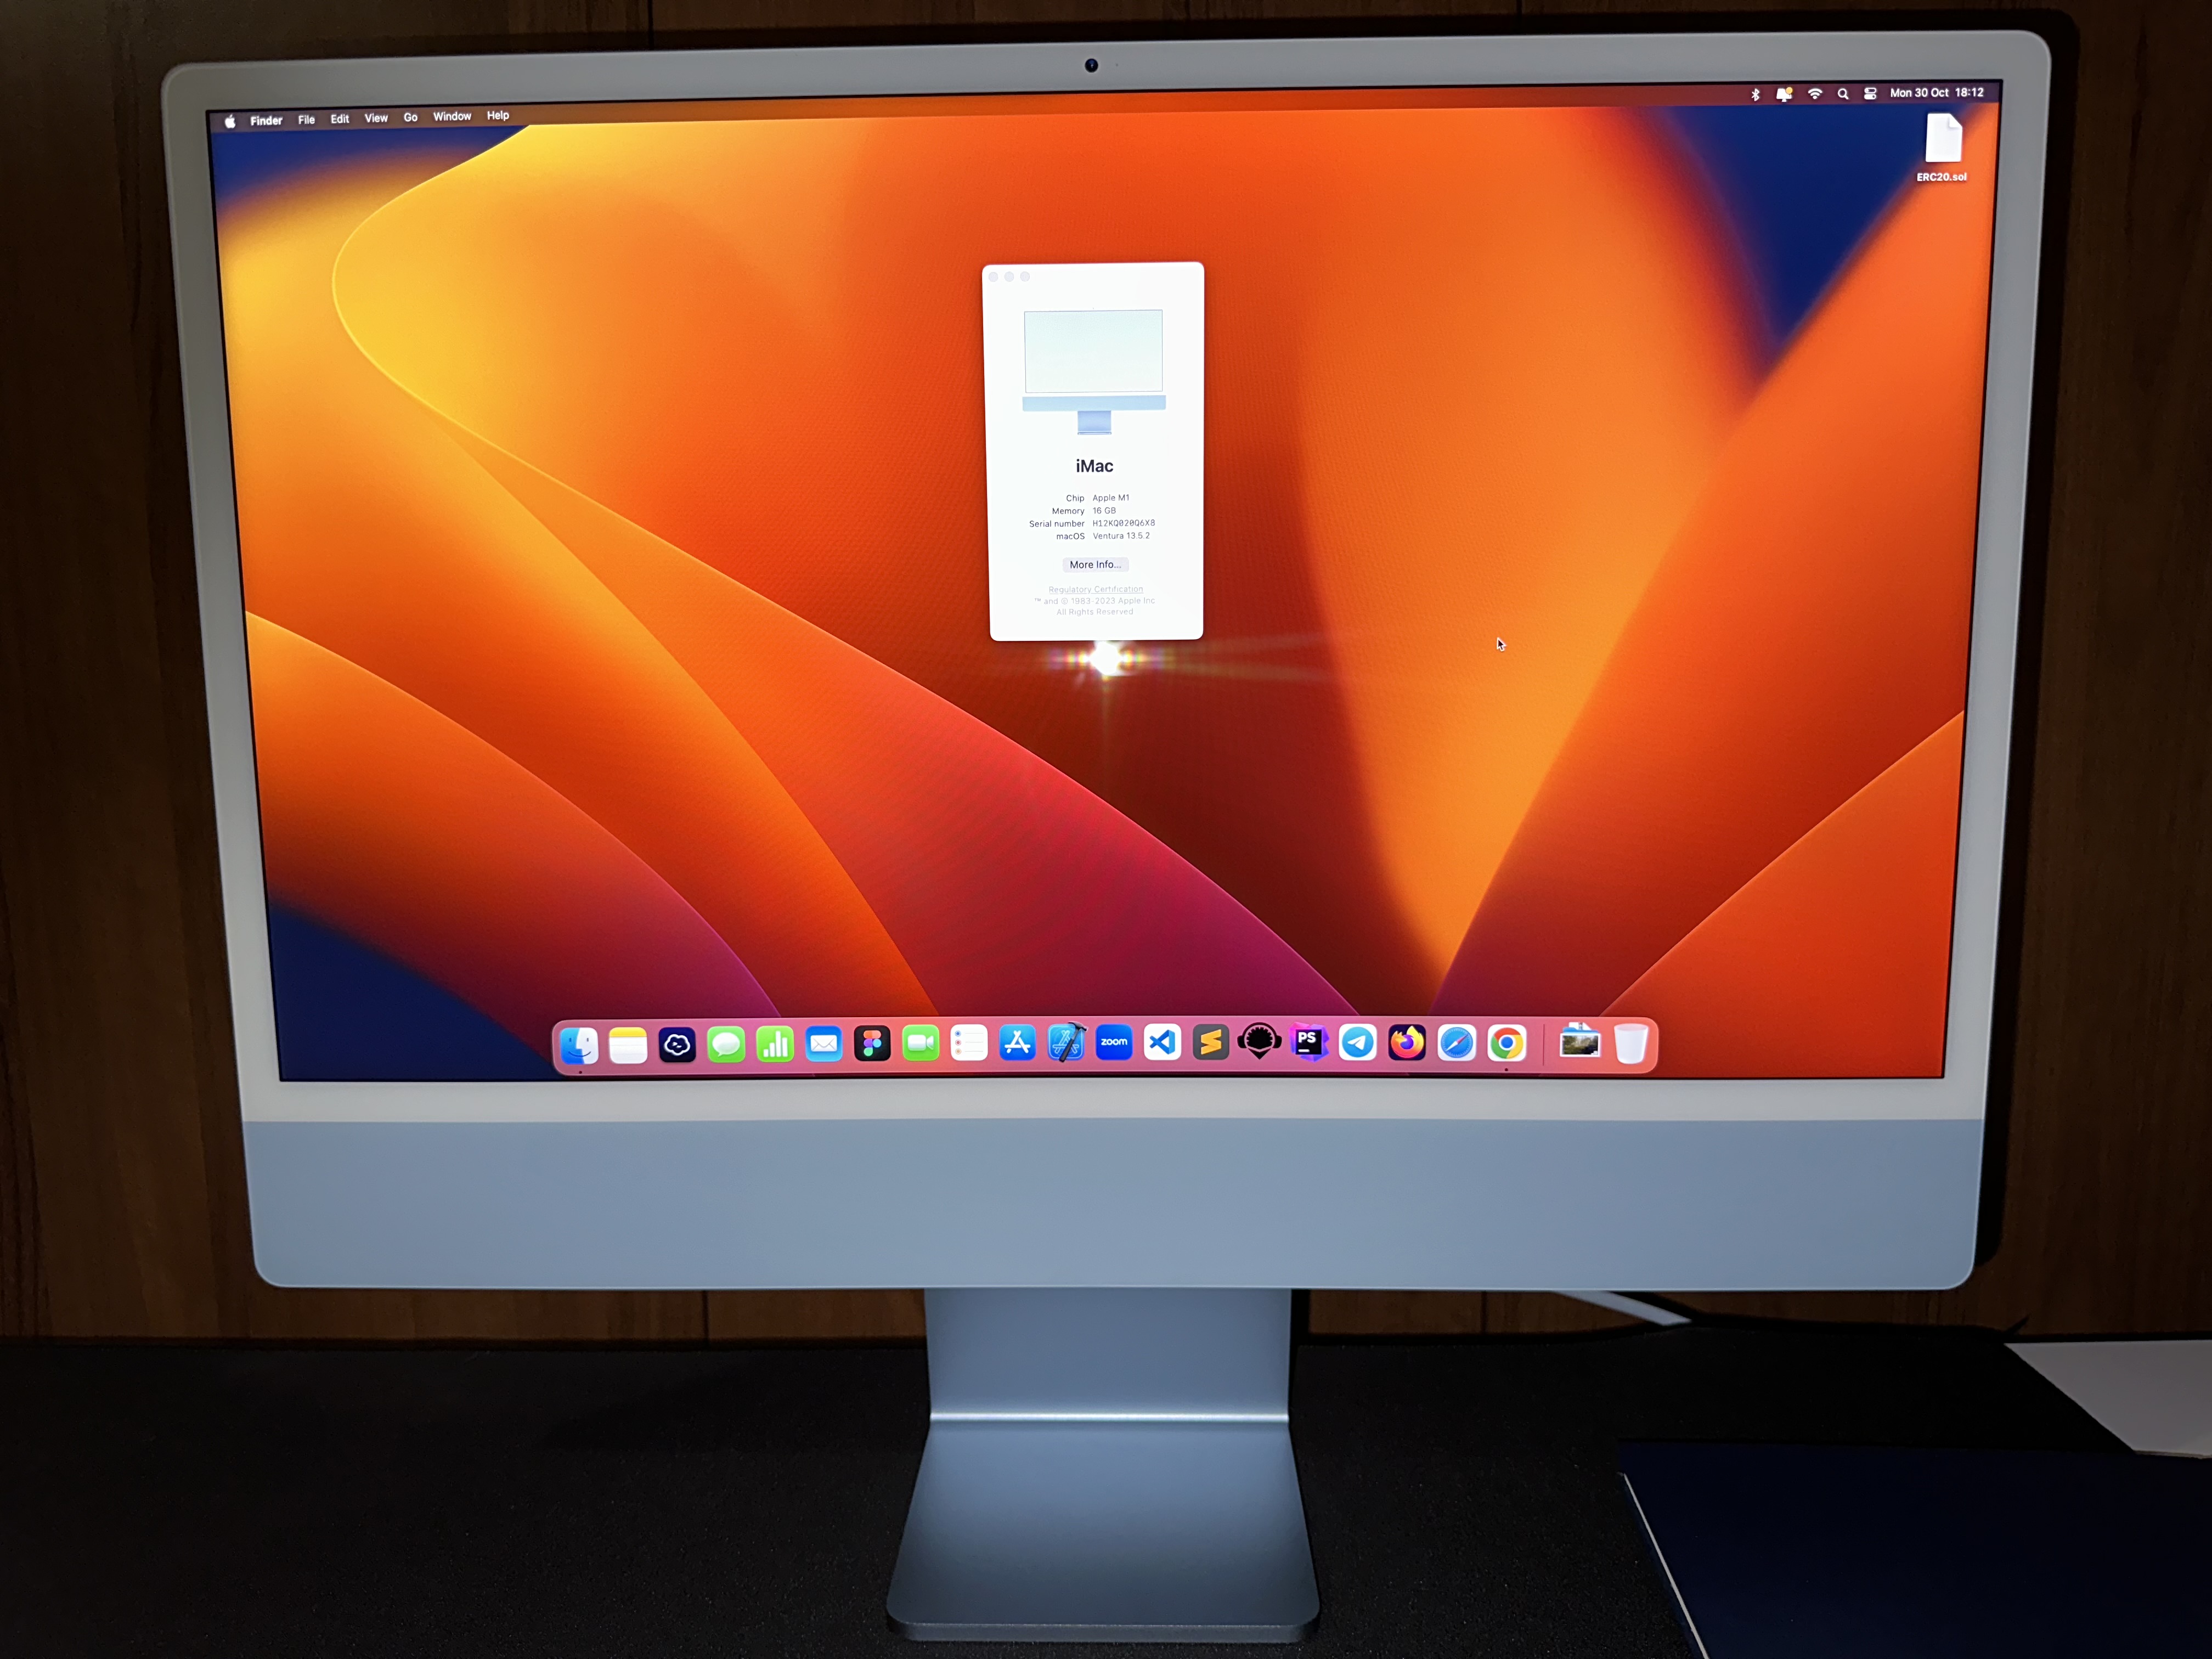 Finder File Edit View Go Window Help
Mon 30 Oct 18:12
ERC20.sol
iMac
Chip Apple M1
Memory 16 GB
Serial number H12KQ020Q6X8
macOS Ventura 13.5.2
More Info...
Regulatory Certification
™ and © 1983-2023 Apple Inc.
All Rights Reserved
zoom
PS